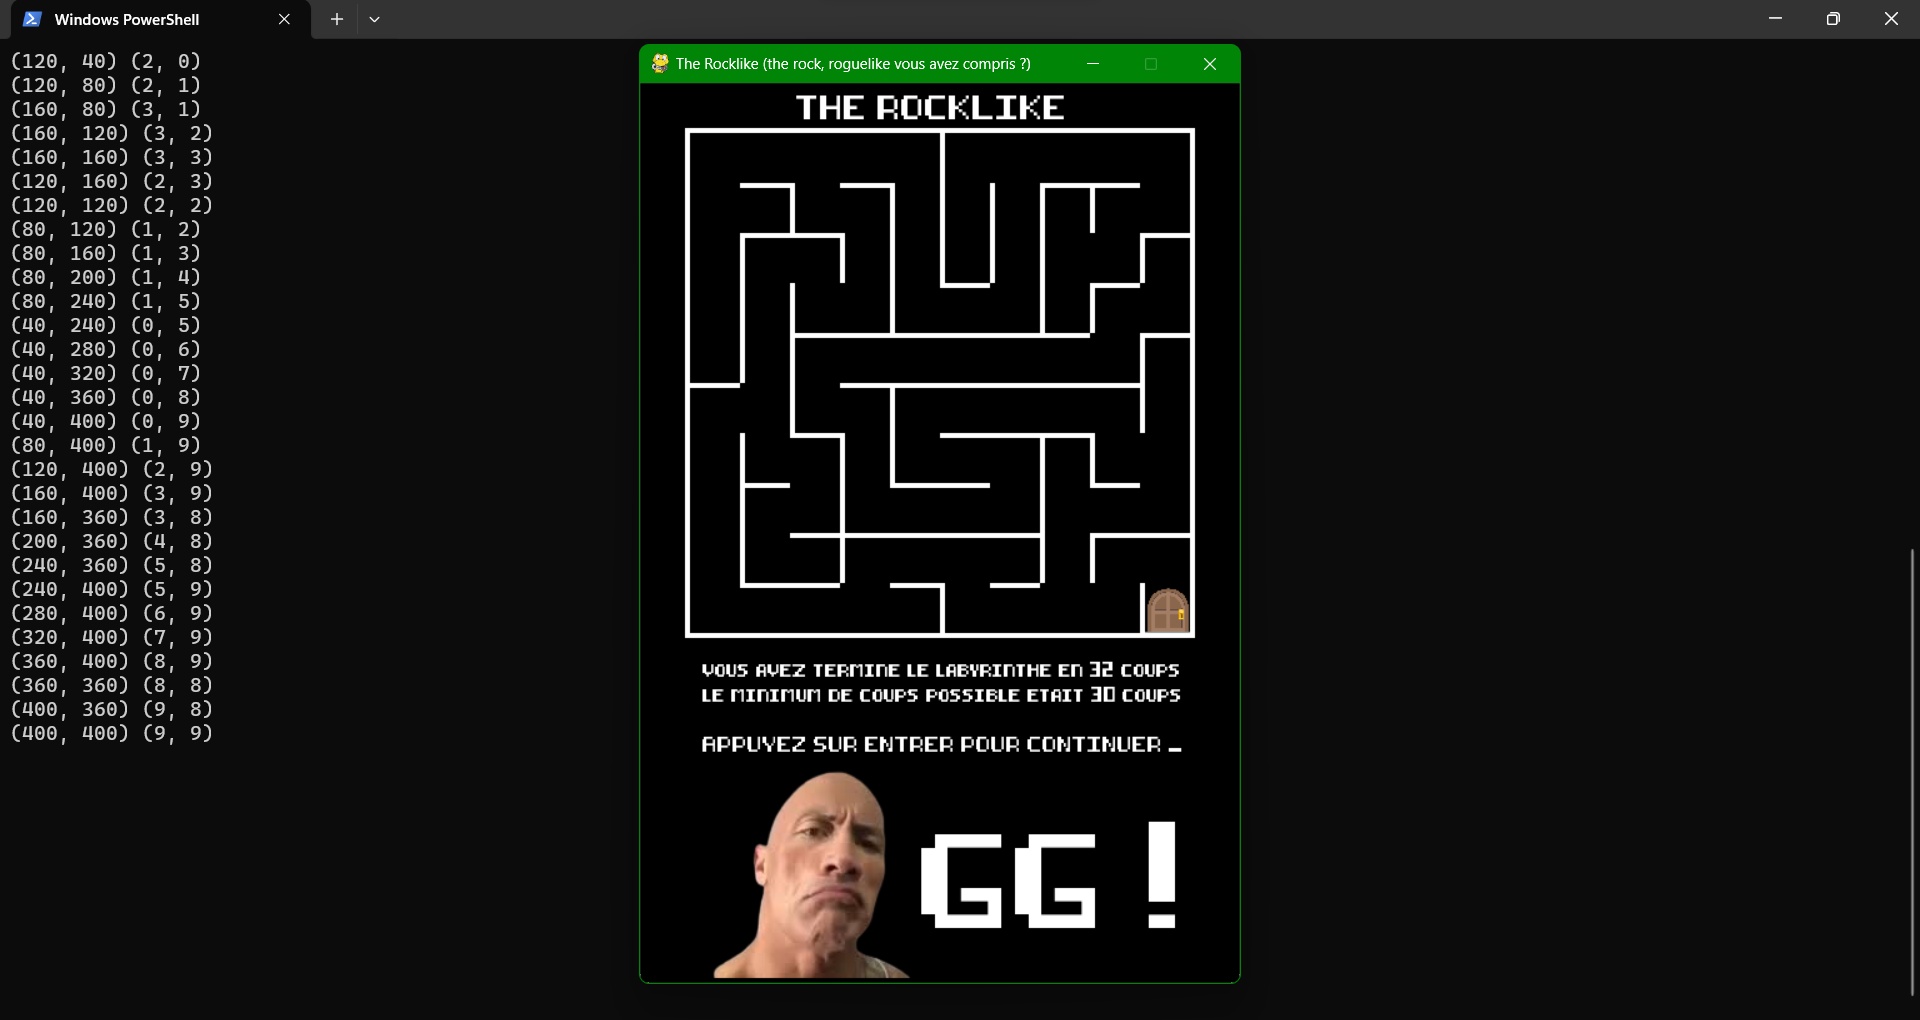 Windows PowerShell
(120, 40) (2, 0)
(120, 80) (2, 1)
(160, 80) (3, 1)
(160, 120) (3, 2)
(160, 160) (3, 3)
(120, 160) (2, 3)
(120, 120) (2, 2)
(80, 120) (1, 2)
(80, 160) (1, 3)
(80, 200) (1, 4)
(80, 240) (1, 5)
(40, 240) (0, 5)
(40, 280) (0, 6)
(40, 320) (0, 7)
(40, 360) (0, 8)
(40, 400) (0, 9)
(80, 400) (1, 9)
(120, 400) (2, 9)
(160, 400) (3, 9)
(160, 360) (3, 8)
(200, 360) (4, 8)
(240, 360) (5, 8)
(240, 400) (5, 9)
(280, 400) (6, 9)
(320, 400) (7, 9)
(360, 400) (8, 9)
(360, 360) (8, 8)
(400, 360) (9, 8)
(400, 400) (9, 9)
The Rocklike (the rock, roguelike vous avez compris ?)
THE ROCKLIKE
VOUS AVEZ TERMINE LE LABYRINTHE EN 32 COUPS
LE MINIMUM DE COUPS POSSIBLE ETAIT 30 COUPS
APPUYEZ SUR ENTRER POUR CONTINUER _
GG !